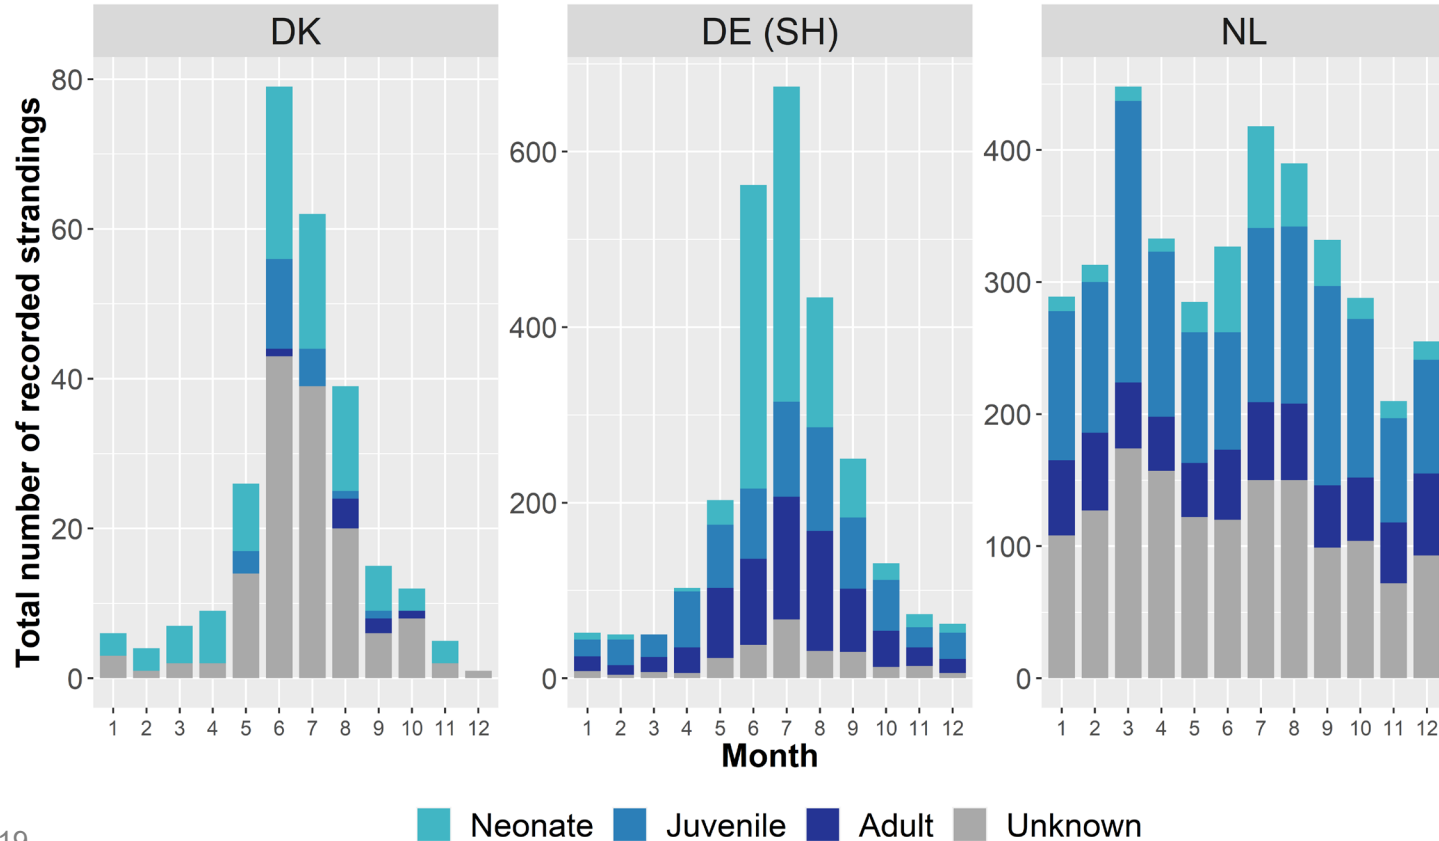 DK
DE (SH)
NL
Total number of recorded strandings
80
60
40
20
0
600
400
200
0
400
300
200
100
0
1 2 3 4 5 6 7 8 9 10 11 12
1 2 3 4 5 6 7 8 9 10 11 12
1 2 3 4 5 6 7 8 9 10 11 12
Month
Neonate Juvenile Adult Unknown